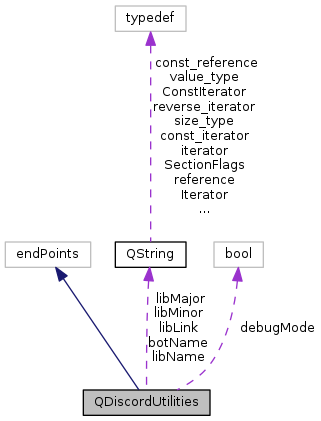 typedef
const_reference
value_type
ConstIterator
reverse_iterator
size_type
const_iterator
iterator
SectionFlags
reference
Iterator
...
endPoints
QString
bool
libMajor
libMinor
libLink
botName
libName
debugMode
QDiscordUtilities